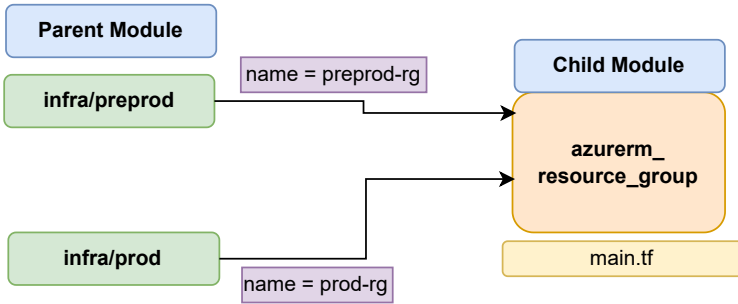 Parent Module
infra/preprod
name = preprod-rg
Child Module
azurerm_
resource_group
infra/prod
name = prod-rg
main.tf